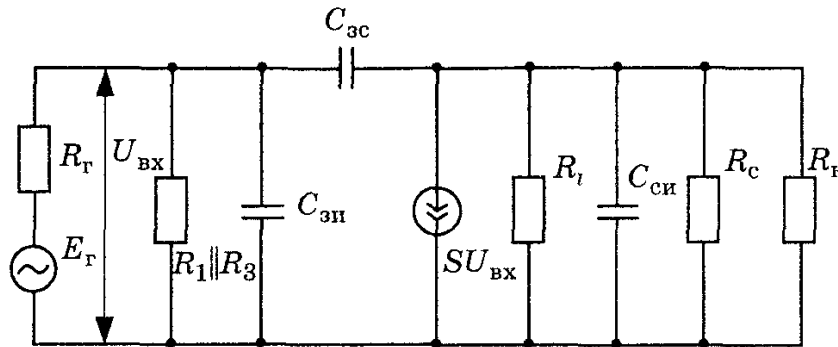 C_зс
R_г
U_вх
R_i
C_си
R_с
R_н
C_зи
E_г
R_1||R_3
SU_вх